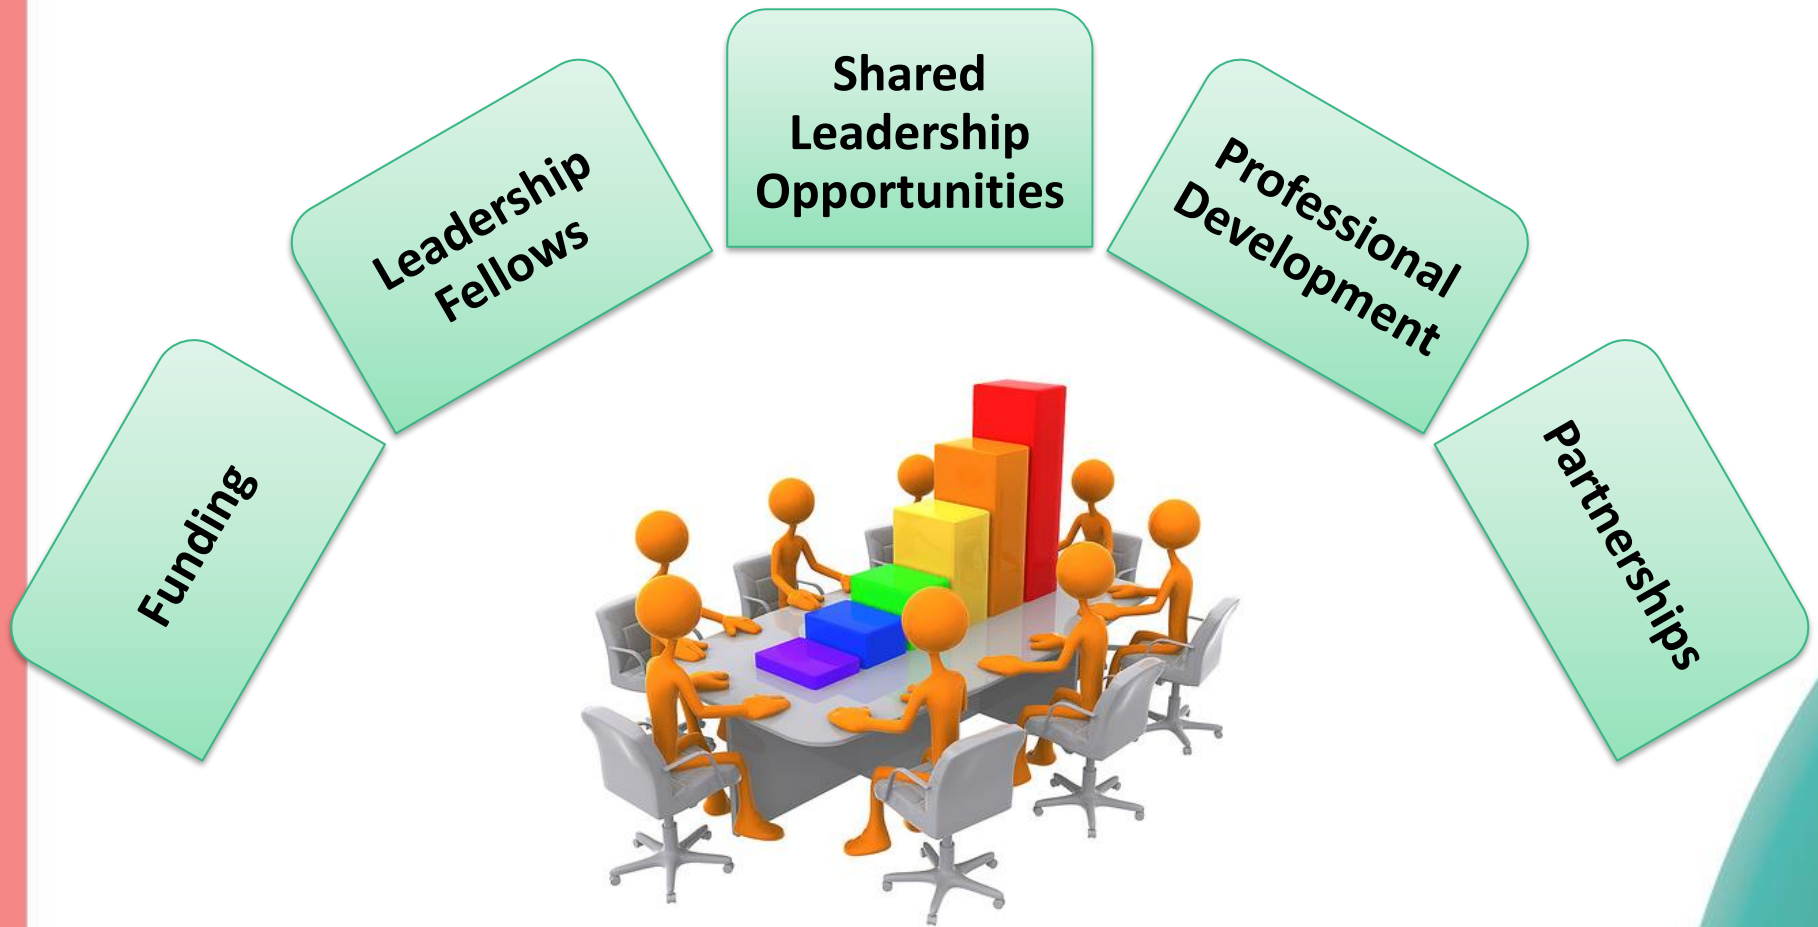 Funding
Leadership
Fellows
Shared
Leadership
Opportunities
Professional
Development
Partnerships